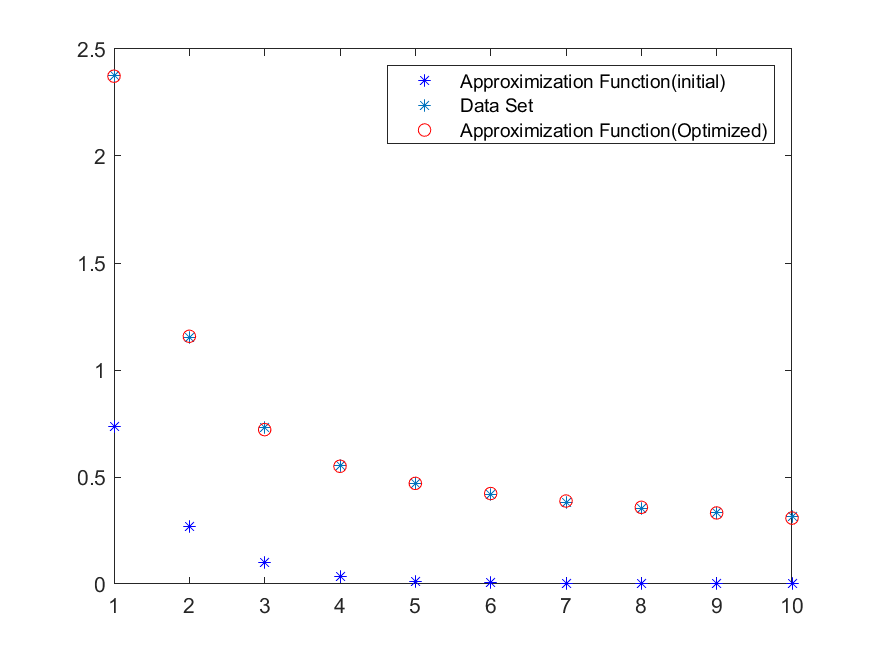 2.5
Approximization Function(initial)
Data Set
Approximization Function(Optimized)
2
1.5
1
0.5
0
1 2 3 4 5 6 7 8 9 10